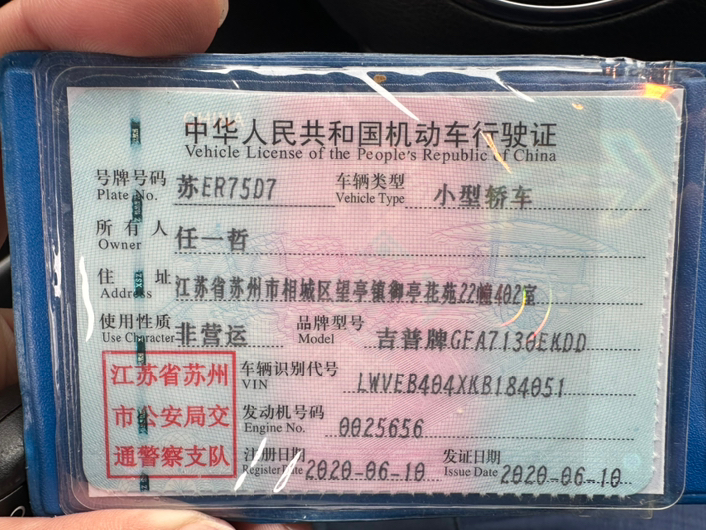 中华人民共和国机动车行驶证
Vehicle License of the People's Republic of China
号牌号码 苏ER75D7 车辆类型 小型轿车
Plate No. Vehicle Type
所有人 任一哲
Owner
住址 江苏省苏州市相城区望亭镇御亭花苑22幢402室
Address
使用性质 非营运 品牌型号 吉普牌GFA7130EKDD
Use Character Model
江苏省苏州
市公安局交
通警察支队
车辆识别代号 LWVEB404XKB184051
VIN
发动机号码 0025656
Engine No.
注册日期 2020-06-10 发证日期 2020-06-10
Register Date Issue Date